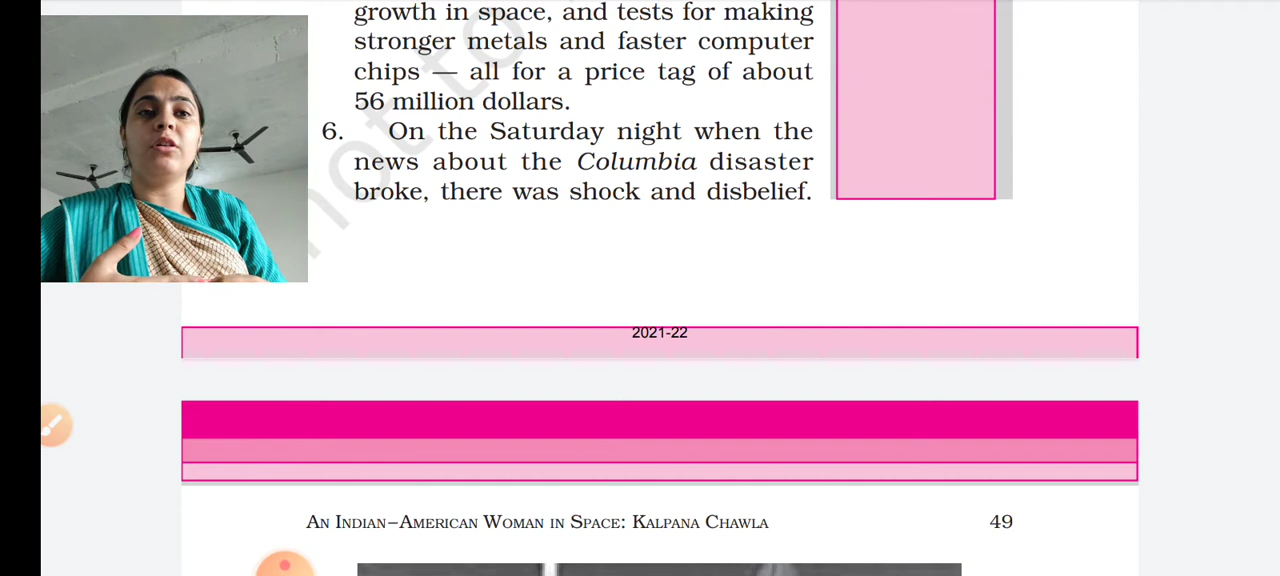 growth in space, and tests for making
stronger metals and faster computer
chips — all for a price tag of about
56 million dollars.
6. On the Saturday night when the
news about the Columbia disaster
broke, there was shock and disbelief.
not to
2021-22
An Indian–American Woman in Space: Kalpana Chawla 49